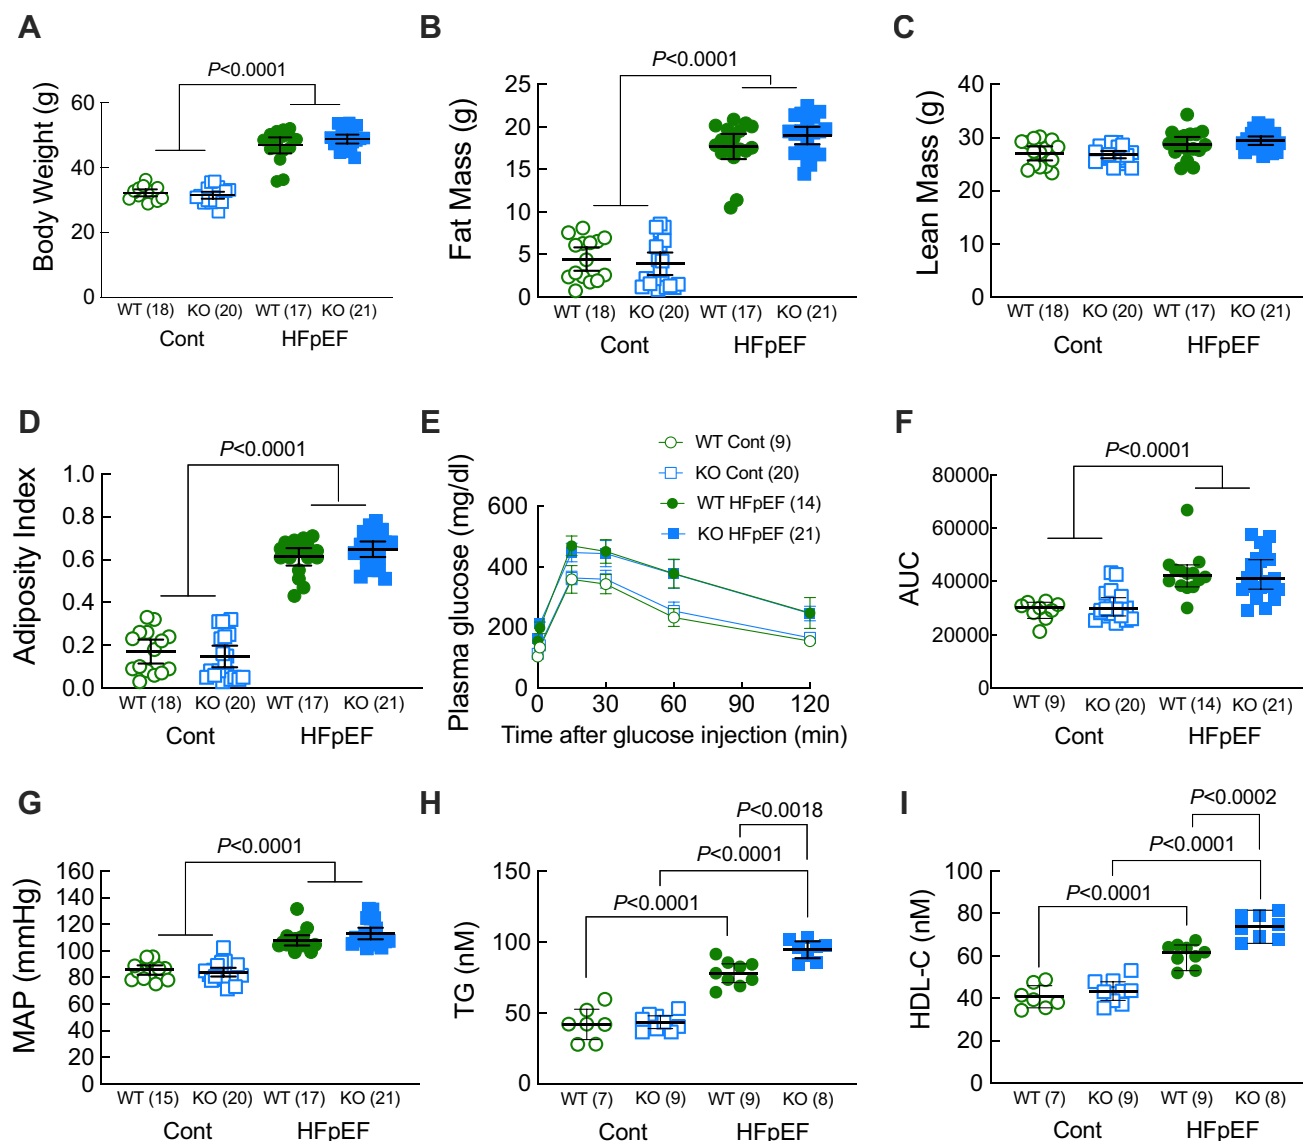 A
P<0.0001
Body Weight (g)
60
40
20
0
WT (18) KO (20) WT (17) KO (21)
Cont HFpEF
B
P<0.0001
Fat Mass (g)
25
20
15
10
5
0
WT (18) KO (20) WT (17) KO (21)
Cont HFpEF
C
Lean Mass (g)
40
30
20
10
0
WT (18) KO (20) WT (17) KO (21)
Cont HFpEF
D
P<0.0001
Adiposity Index
1.0
0.8
0.6
0.4
0.2
0.0
WT (18) KO (20) WT (17) KO (21)
Cont HFpEF
E
WT Cont (9)
KO Cont (20)
WT HFpEF (14)
KO HFpEF (21)
Plasma glucose (mg/dl)
600
400
200
0
0 30 60 90 120
Time after glucose injection (min)
F
P<0.0001
AUC
80000
60000
40000
20000
0
WT (9) KO (20) WT (14) KO (21)
Cont HFpEF
G
P<0.0001
MAP (mmHg)
160
140
120
100
80
60
40
20
0
WT (15) KO (20) WT (17) KO (21)
Cont HFpEF
H
P<0.0018
P<0.0001
P<0.0001
TG (nM)
150
100
50
0
WT (7) KO (9) WT (9) KO (8)
Cont HFpEF
I
P<0.0002
P<0.0001
P<0.0001
HDL-C (nM)
100
80
60
40
20
0
WT (7) KO (9) WT (9) KO (8)
Cont HFpEF